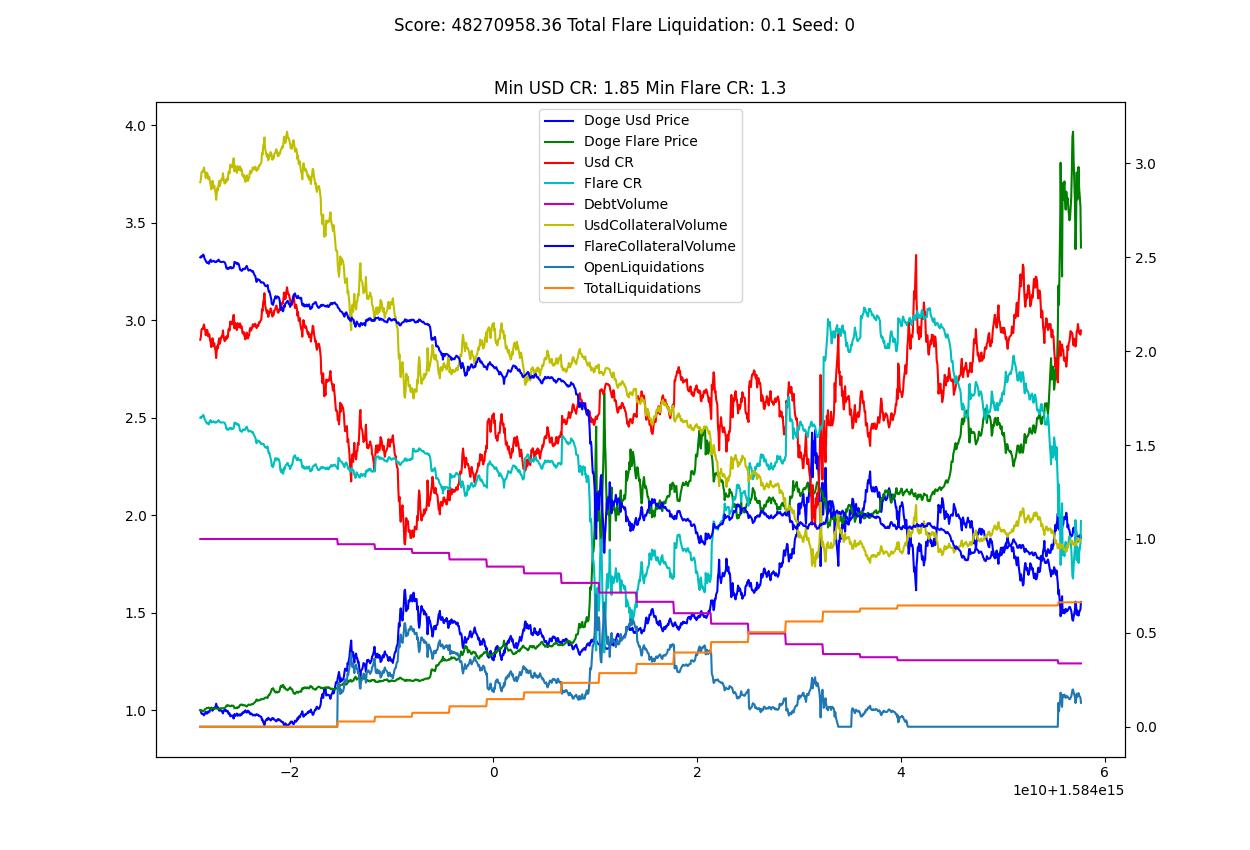 Score: 48270958.36 Total Flare Liquidation: 0.1 Seed: 0
Min USD CR: 1.85 Min Flare CR: 1.3
Doge Usd Price
Doge Flare Price
Usd CR
Flare CR
DebtVolume
UsdCollateralVolume
FlareCollateralVolume
OpenLiquidations
TotalLiquidations
4.0
3.5
3.0
2.5
2.0
1.5
1.0
3.0
2.5
2.0
1.5
1.0
0.5
0.0
−2 0 2 4 6
1e10+1.584e15